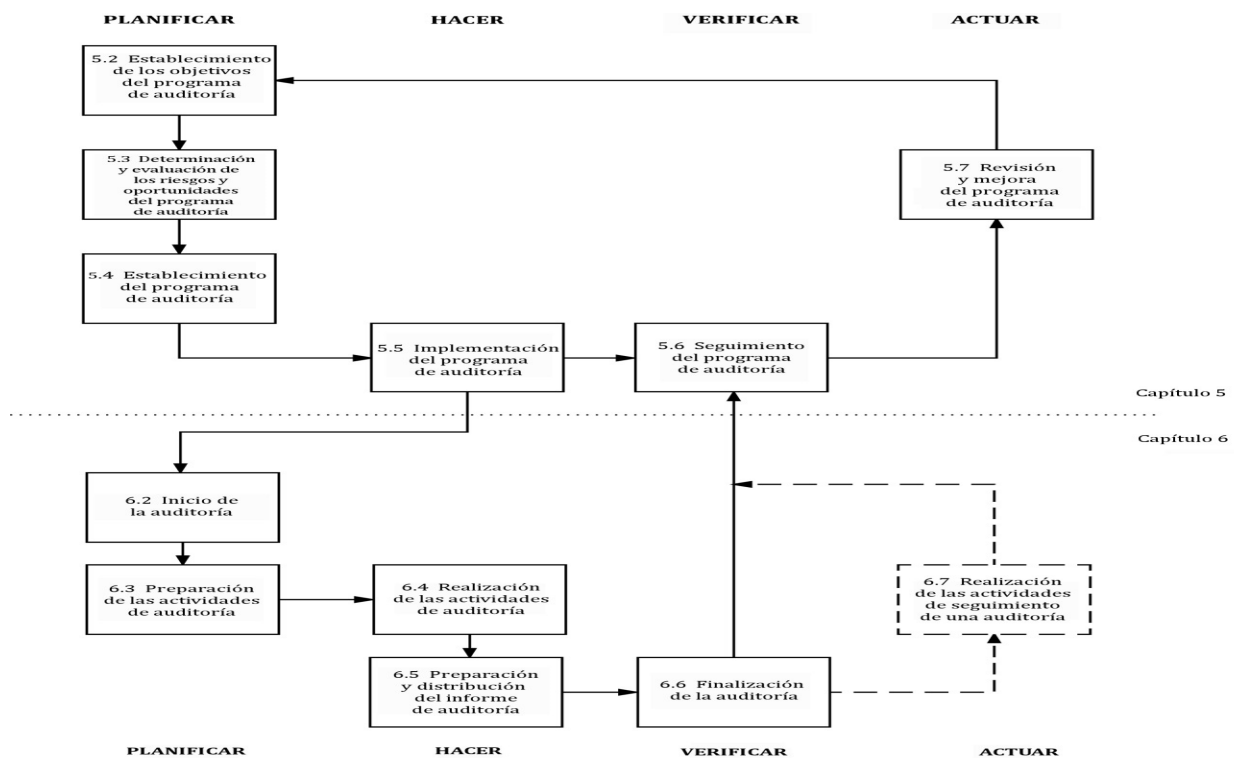 PLANIFICAR
HACER
VERIFICAR
ACTUAR
5.2 Establecimiento
de los objetivos
del programa
de auditoría
5.3 Determinación
y evaluación de
los riesgos y
oportunidades
del programa
de auditoría
5.4 Establecimiento
del programa
de auditoría
5.5 Implementación
del programa
de auditoría
5.6 Seguimiento
del programa
de auditoría
5.7 Revisión
y mejora
del programa
de auditoría
Capítulo 5
Capítulo 6
6.2 Inicio de
la auditoría
6.3 Preparación
de las actividades
de auditoría
6.4 Realización
de las actividades
de auditoría
6.5 Preparación
y distribución
del informe
de auditoría
6.6 Finalización
de la auditoría
6.7 Realización
de las actividades
de seguimiento
de una auditoría
PLANIFICAR
HACER
VERIFICAR
ACTUAR